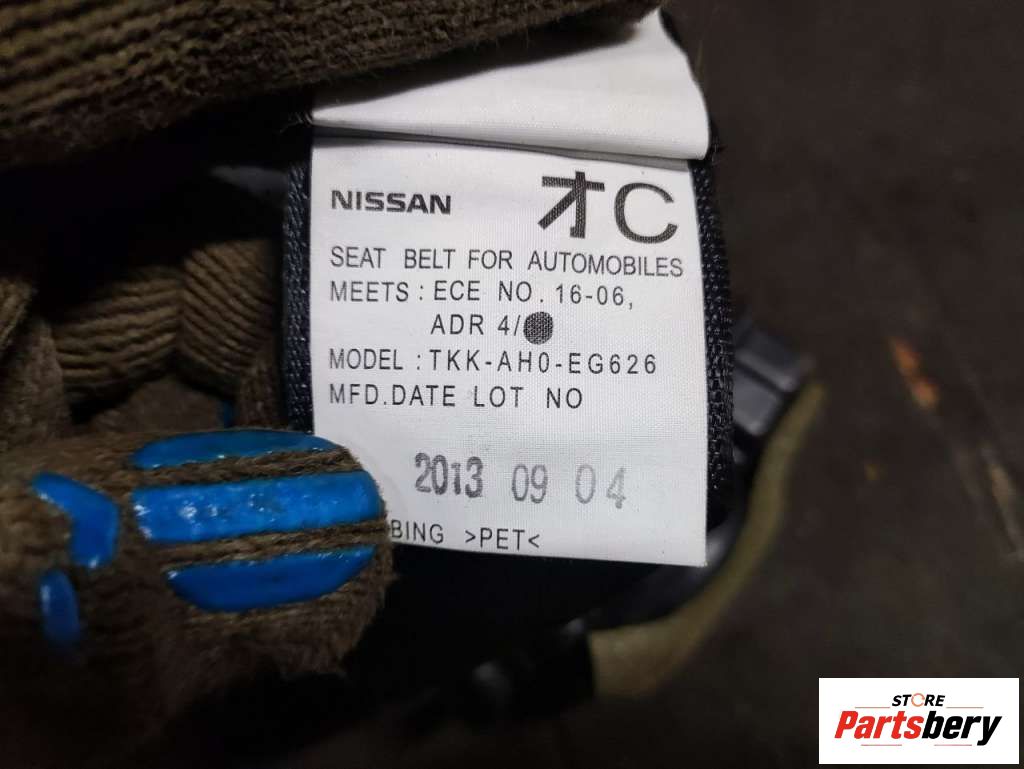 NISSAN オC
SEAT BELT FOR AUTOMOBILES
MEETS : ECE NO. 16-06,
ADR 4/
MODEL : TKK-AH0-EG626
MFD.DATE LOT NO
2013 09 04
BING >PET<
STORE
Partsbery